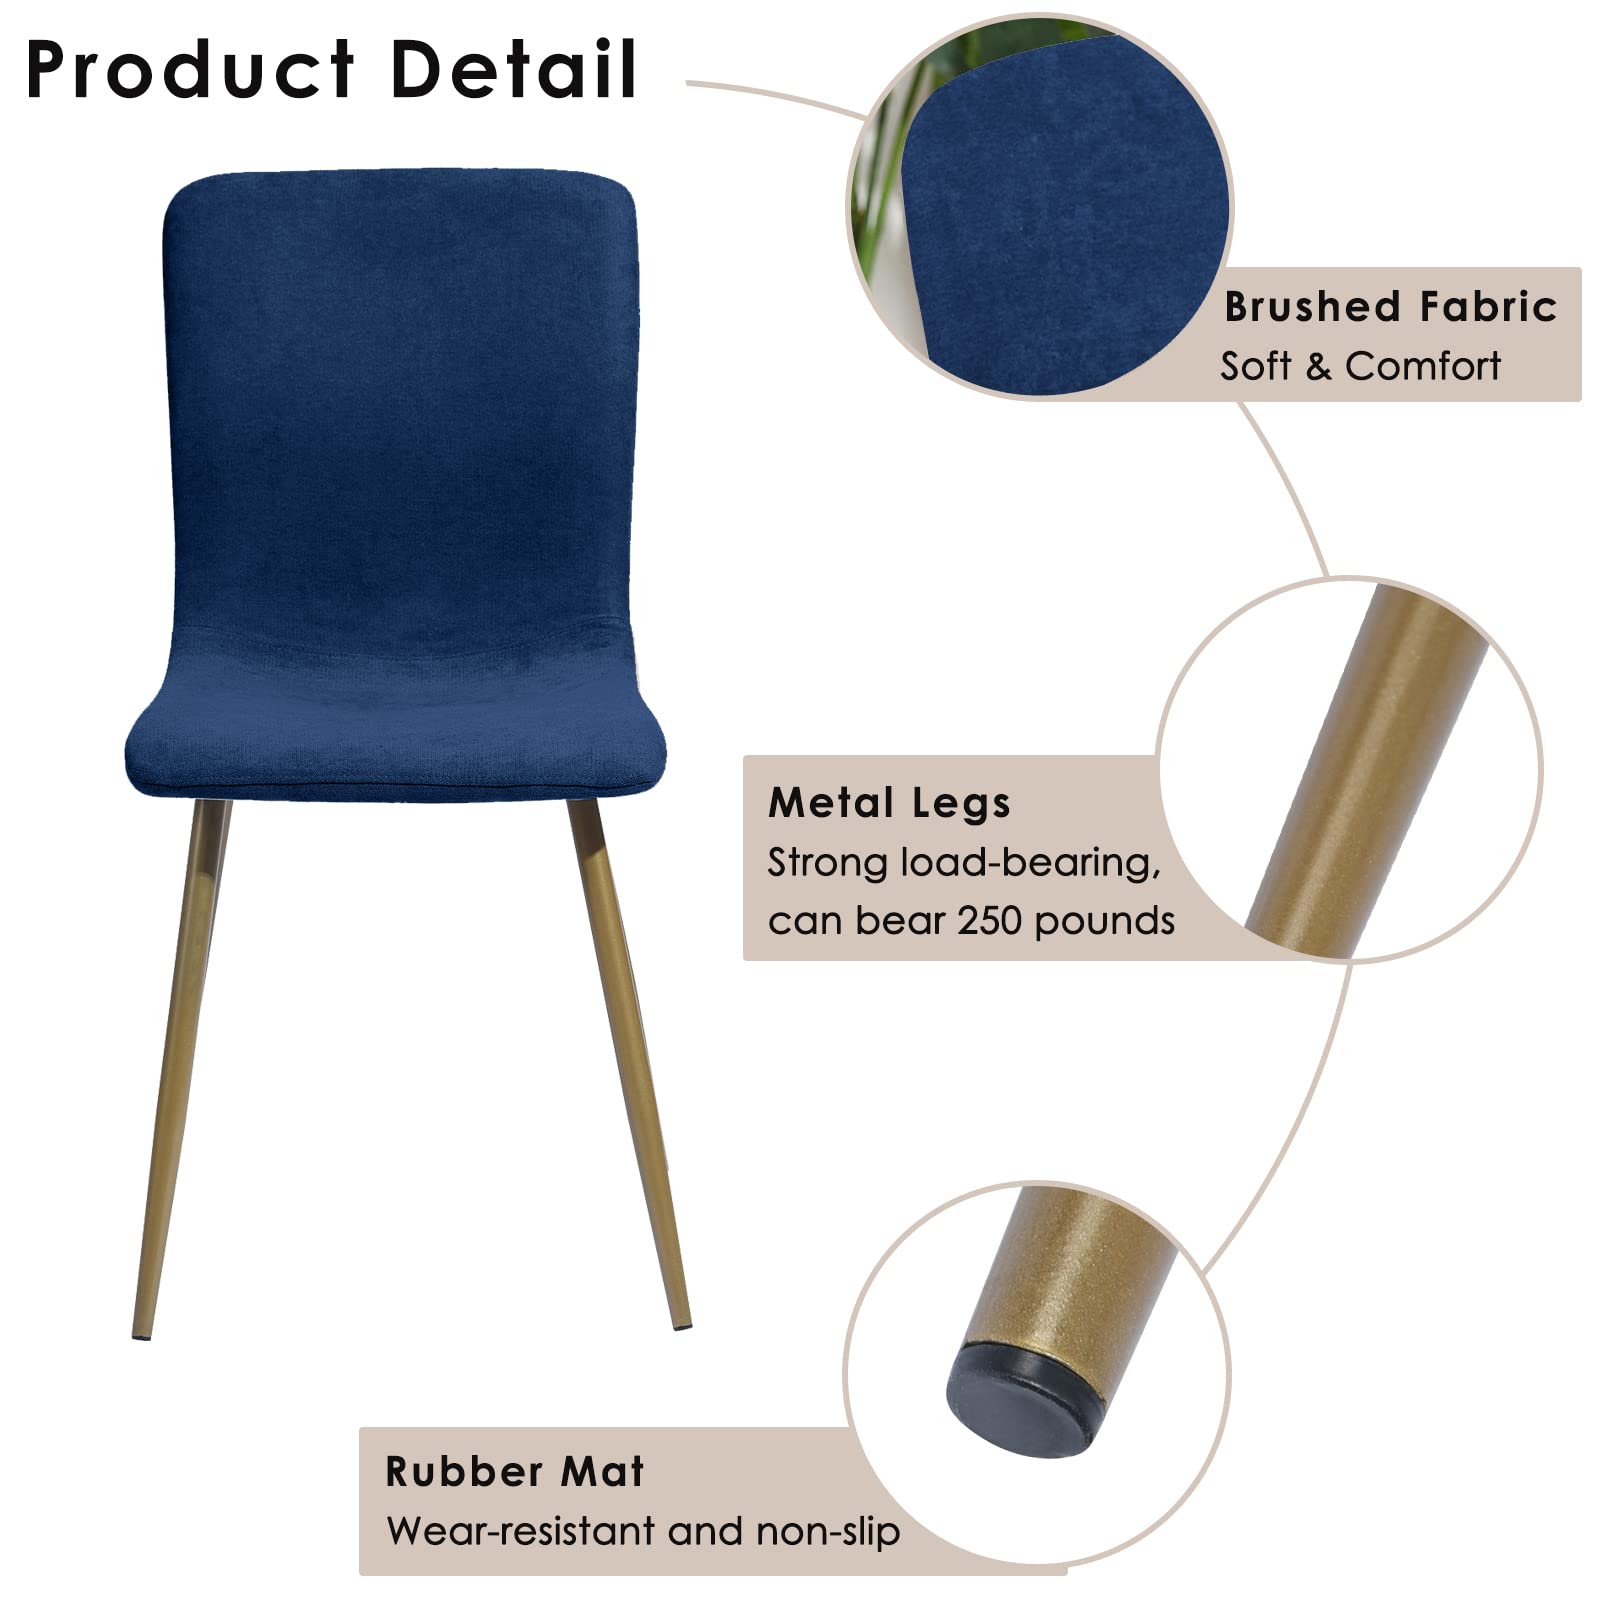 Product Detail
Brushed Fabric
Soft & Comfort
Metal Legs
Strong load-bearing,
can bear 250 pounds
Rubber Mat
Wear-resistant and non-slip